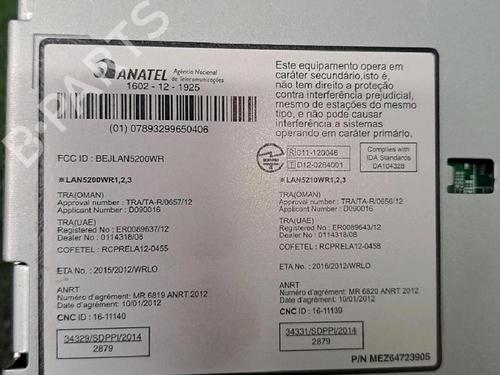 ANATEL
Agência Nacional
de Telecomunicações
1602 - 12 - 1925
(01) 07893299650406
Este equipamento opera em
caráter secundário,isto é,
não tem direito a proteção
contra interferência prejudicial,
mesmo de estações do mesmo
tipo, e não pode causar
interferência a sistemas
operando em caráter primário.
FCC ID : BEJLAN5200WR
R 011-120046
T D12-0264001
Complies with
IDA Standards
DA104328
※LAN5200WR1,2,3
TRA(OMAN)
Approval number : TRA/TA-R/0657/12
Applicant Number : D090016
TRA(UAE)
Registered No : ER0089637/12
Dealer No : 0114318/08
COFETEL : RCPRELA12-0455
ETA No. : 2015/2012/WRLO
ANRT
Numéro d'agrément: MR 6819 ANRT 2012
Date d'agrément: 10/01/2012
CNC ID : 16-11140
34329/SDPPI/2014
2879
※LAN5210WR1,2,3
TRA(OMAN)
Approval number : TRA/TA-R/0656/12
Applicant Number : D090016
TRA(UAE)
Registered No : ER0089643/12
Dealer No : 0114318/08
COFETEL : RCPRELA12-0458
ETA No. : 2016/2012/WRLO
ANRT
Numéro d'agrément: MR 6820 ANRT 2012
Date d'agrément: 10/01/2012
CNC ID : 16-11139
34331/SDPPI/2014
2879
P/N MEZ64723905
B-PARTS